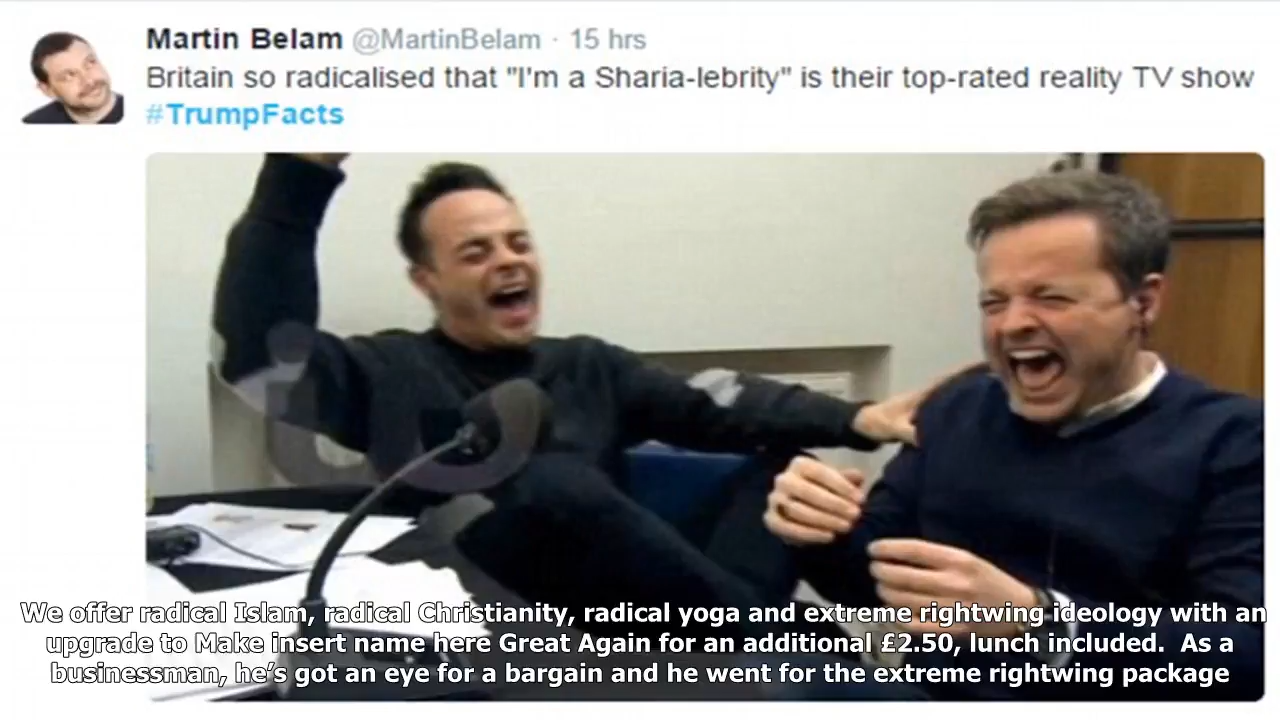 Martin Belam @MartinBelam · 15 hrs
Britain so radicalised that "I'm a Sharia-lebrity" is their top-rated reality TV show
#TrumpFacts
We offer radical Islam, radical Christianity, radical yoga and extreme rightwing ideology with an
upgrade to Make insert name here Great Again for an additional £2.50, lunch included.  As a
businessman, he’s got an eye for a bargain and he went for the extreme rightwing package